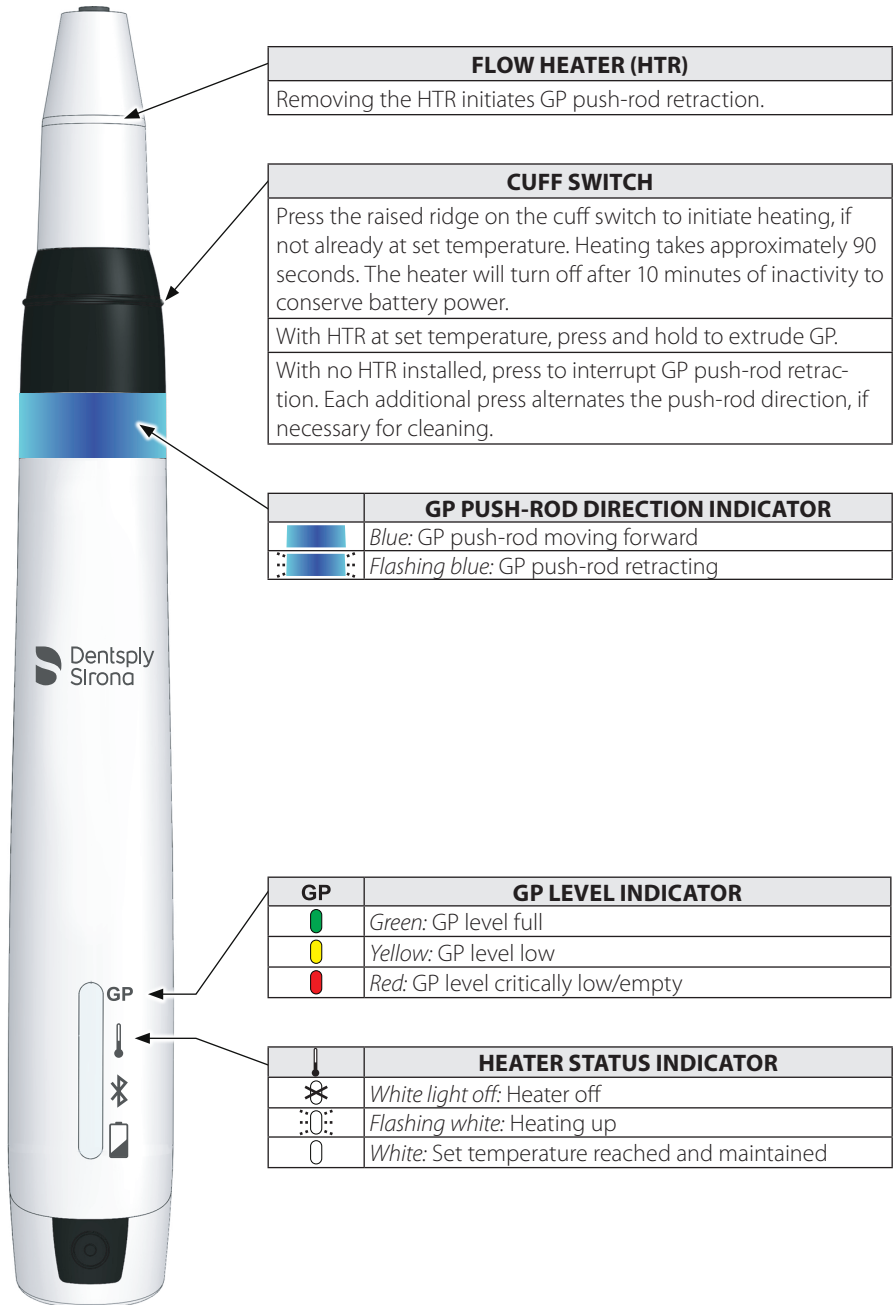 FLOW HEATER (HTR)
Removing the HTR initiates GP push-rod retraction.
CUFF SWITCH
Press the raised ridge on the cuff switch to initiate heating, if
not already at set temperature. Heating takes approximately 90
seconds. The heater will turn off after 10 minutes of inactivity to
conserve battery power.
With HTR at set temperature, press and hold to extrude GP.
With no HTR installed, press to interrupt GP push-rod retrac-
tion. Each additional press alternates the push-rod direction, if
necessary for cleaning.
GP PUSH-ROD DIRECTION INDICATOR
Blue: GP push-rod moving forward
Flashing blue: GP push-rod retracting
Dentsply
Sirona
GP
GP GP LEVEL INDICATOR
Green: GP level full
Yellow: GP level low
Red: GP level critically low/empty
HEATER STATUS INDICATOR
White light off: Heater off
Flashing white: Heating up
White: Set temperature reached and maintained